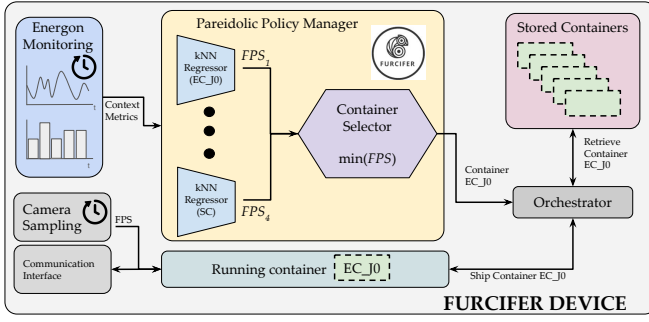 Energon
Monitoring
t
t
Context
Metrics
Pareidolic Policy Manager
kNN
Regressor
(EC_J0)
FPS1
FURCIFER
kNN
Regressor
(SC)
FPS4
Container
Selector
min(FPS)
Stored Containers
Retrieve
Container
EC_J0
Container
EC_J0
Orchestrator
Camera
Sampling
FPS
Communication
Interface
Running container
EC_J0
Ship Container EC_J0
FURCIFER DEVICE